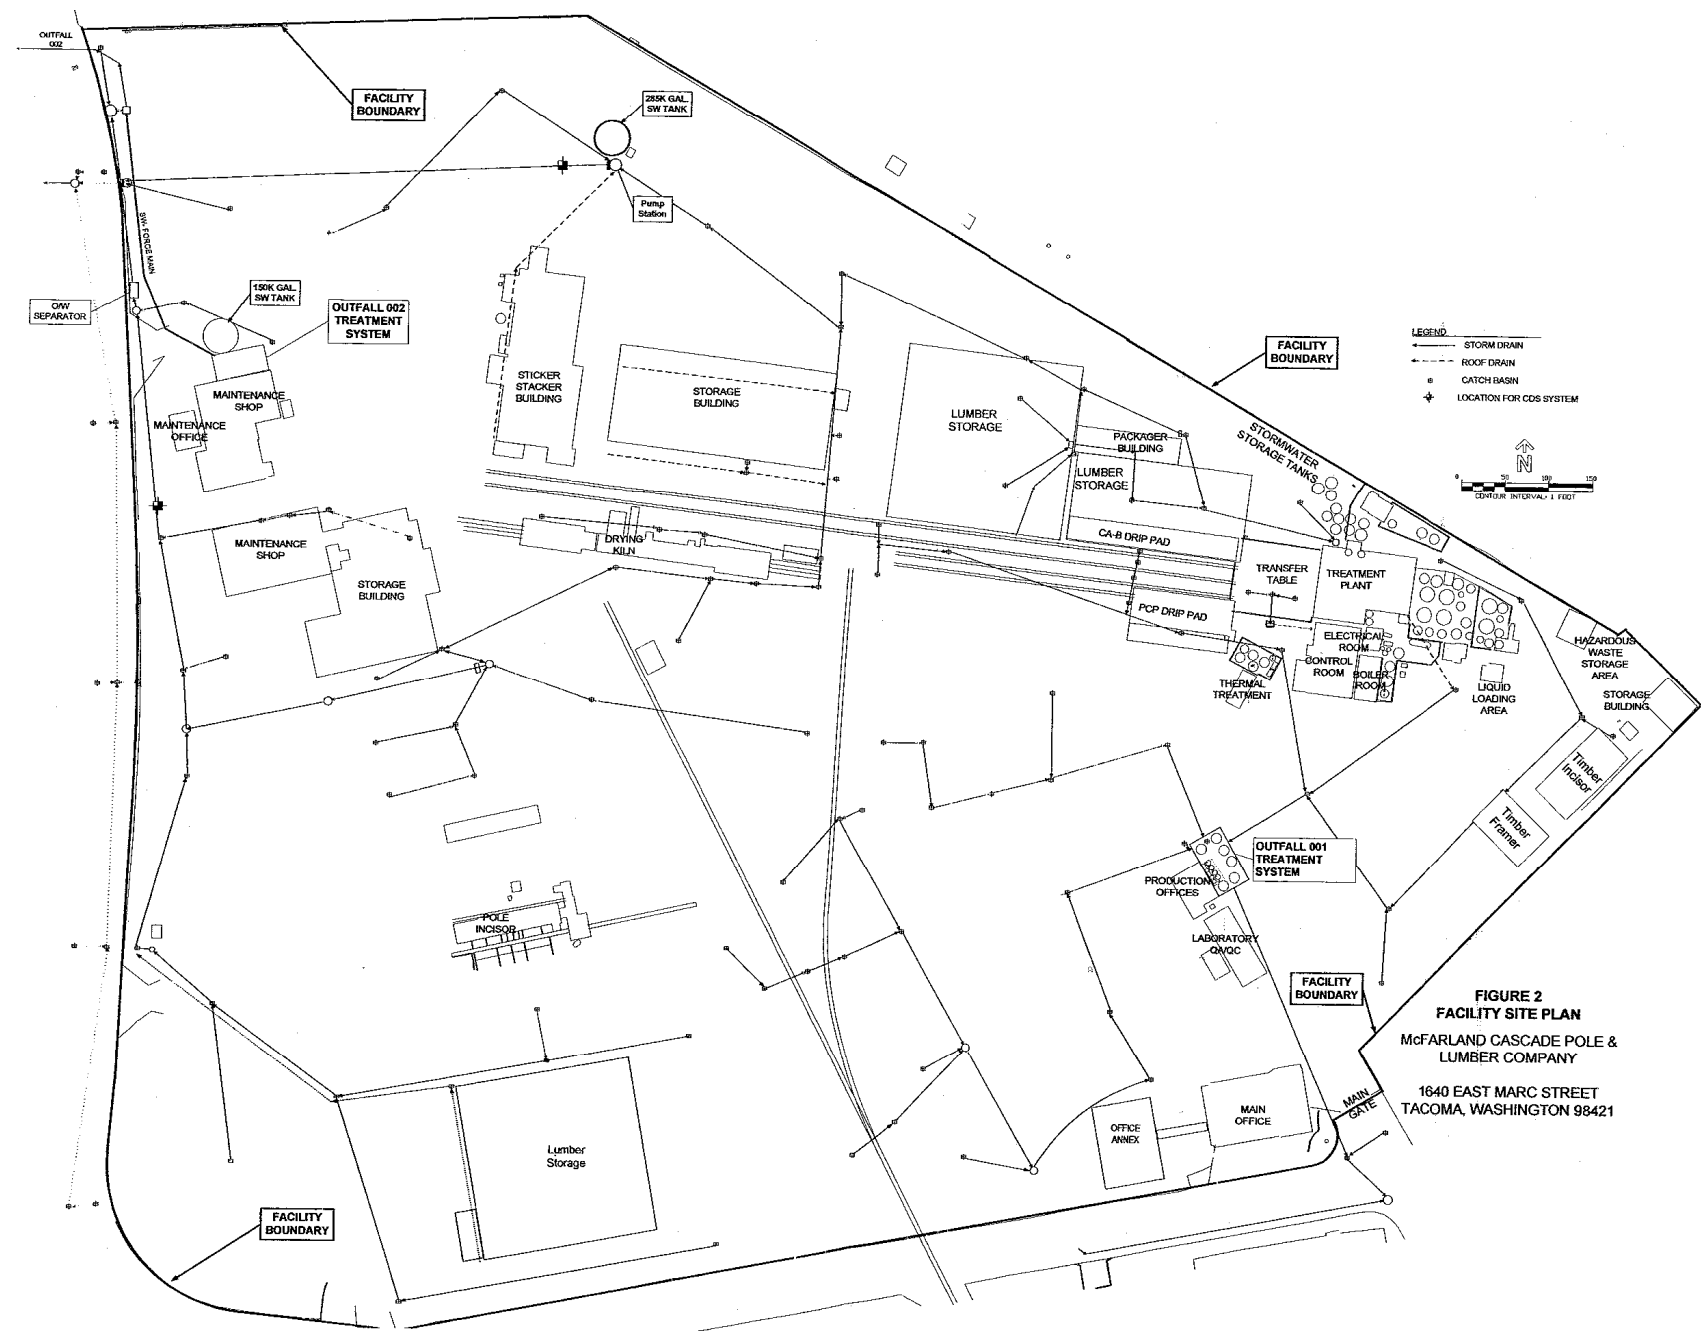 OUTFALL
002
FACILITY
BOUNDARY
285K GAL.
SW TANK
Pump
Station
SW- FORCE MAIN
150K GAL.
SW TANK
O/W
SEPARATOR
OUTFALL 002
TREATMENT
SYSTEM
MAINTENANCE
SHOP
MAINTENANCE
OFFICE
STICKER
STACKER
BUILDING
STORAGE
BUILDING
LUMBER
STORAGE
PACKAGER
BUILDING
LUMBER
STORAGE
FACILITY
BOUNDARY
LEGEND
STORM DRAIN
ROOF DRAIN
CATCH BASIN
LOCATION FOR CDS SYSTEM
N
0 50 100 150
CONTOUR INTERVAL: 1 FOOT
STORMWATER
STORAGE TANKS
MAINTENANCE
SHOP
STORAGE
BUILDING
DRYING
KILN
CA-B DRIP PAD
TRANSFER
TABLE
TREATMENT
PLANT
PCP DRIP PAD
ELECTRICAL
ROOM
CONTROL
ROOM
BOILER
ROOM
THERMAL
TREATMENT
LIQUID
LOADING
AREA
HAZARDOUS
WASTE
STORAGE
AREA
STORAGE
BUILDING
Timber
Incisor
Timber
Framer
OUTFALL 001
TREATMENT
SYSTEM
PRODUCTION
OFFICES
LABORATORY
QA/QC
POLE
INCISOR
FACILITY
BOUNDARY
FIGURE 2
FACILITY SITE PLAN
McFARLAND CASCADE POLE &
LUMBER COMPANY
1640 EAST MARC STREET
TACOMA, WASHINGTON 98421
MAIN
GATE
MAIN
OFFICE
OFFICE
ANNEX
Lumber
Storage
FACILITY
BOUNDARY